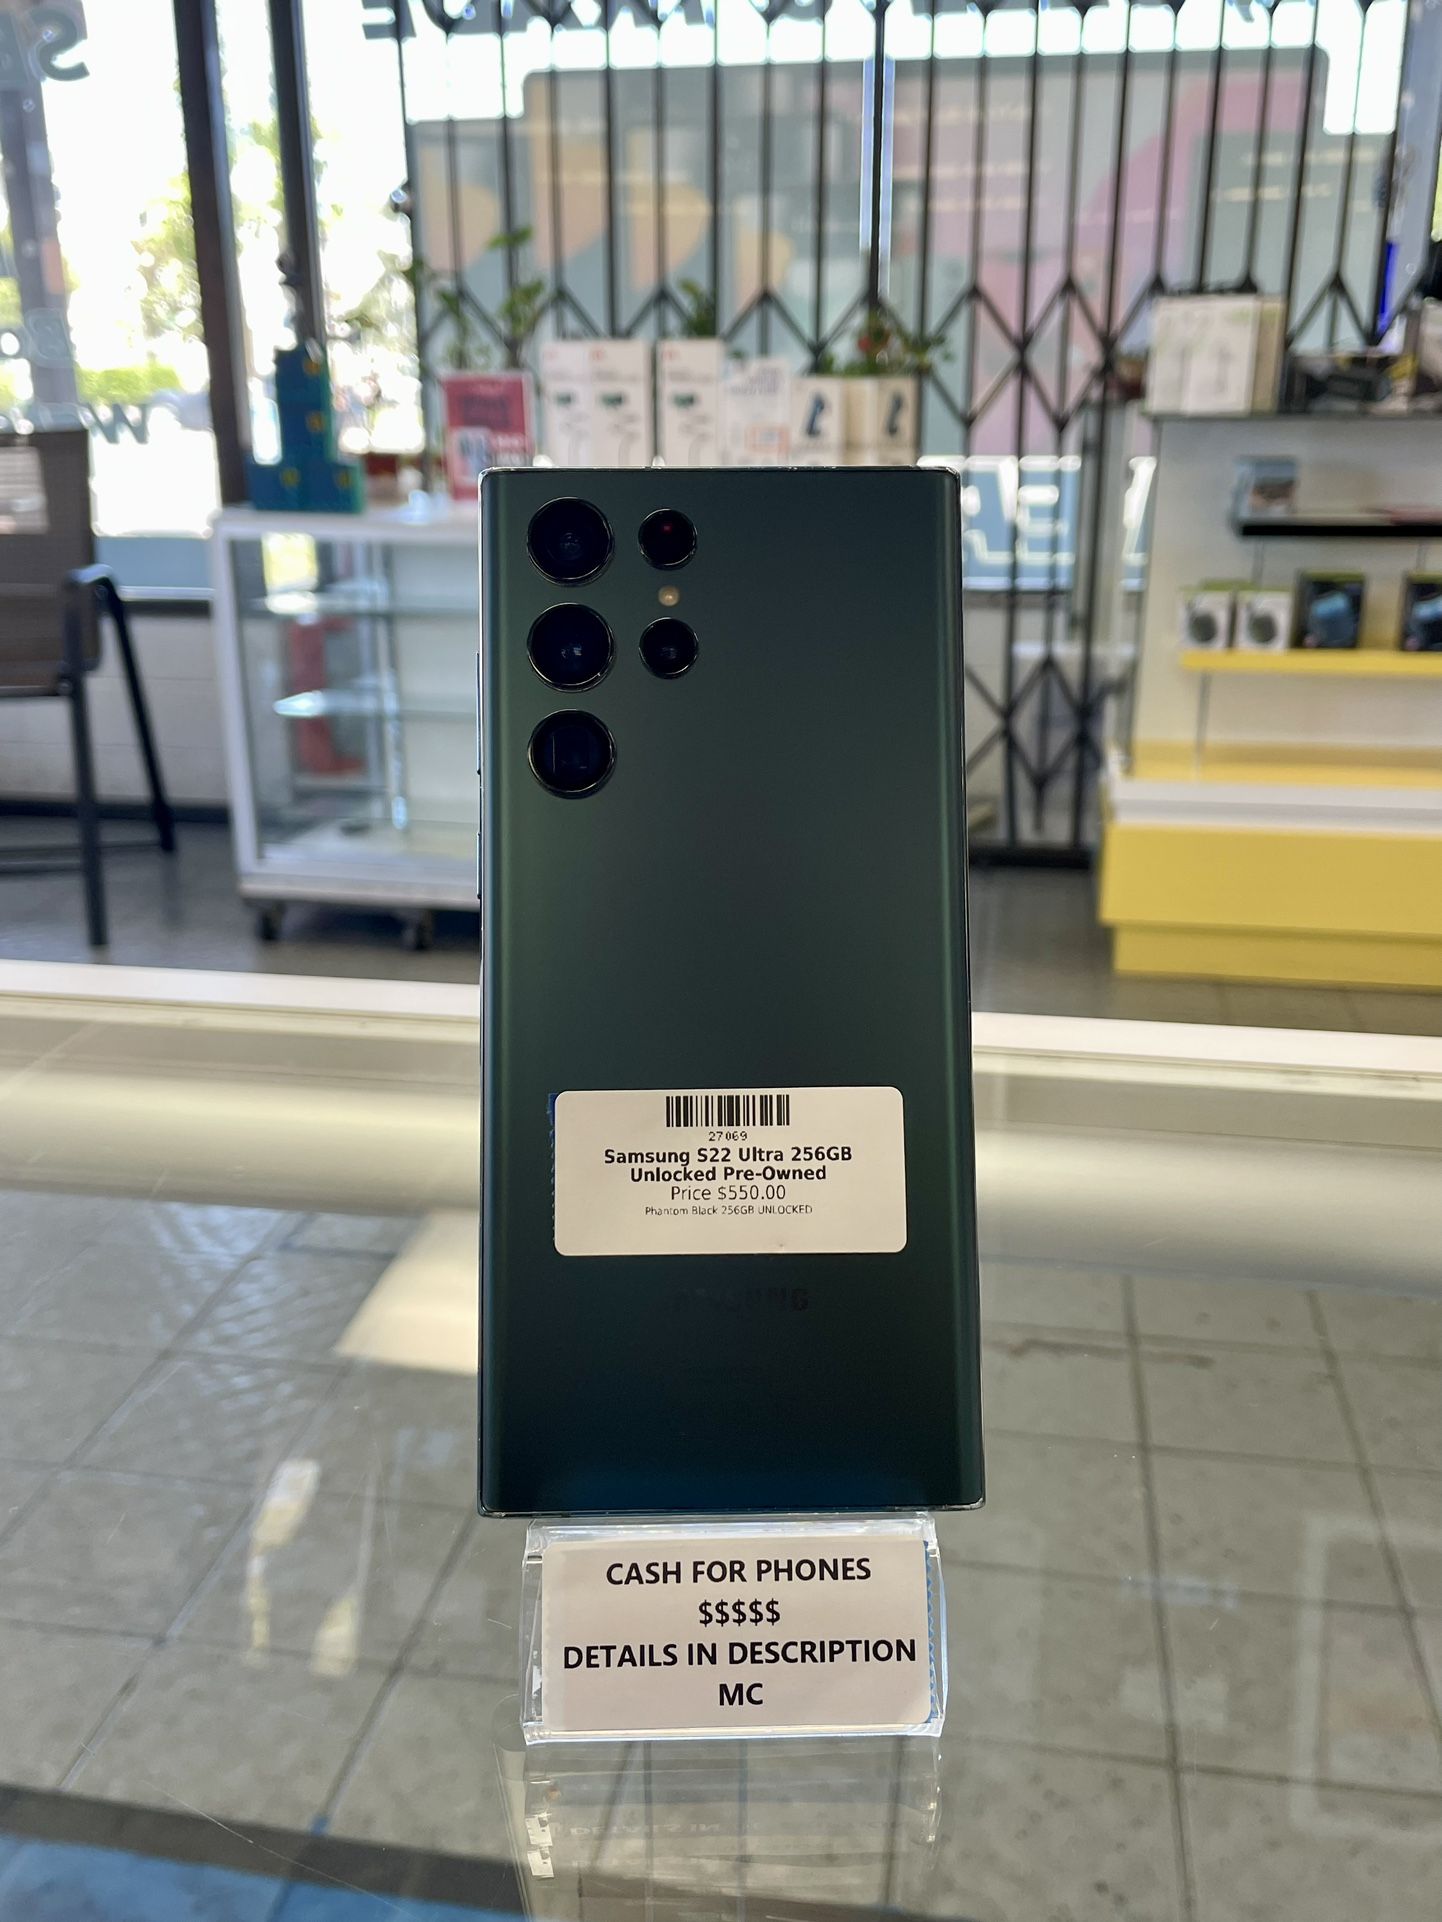 27069
Samsung S22 Ultra 256GB
Unlocked Pre-Owned
Price $550.00
Phantom Black 256GB UNLOCKED
SAMSUNG
CASH FOR PHONES
$$$$$
DETAILS IN DESCRIPTION
MC